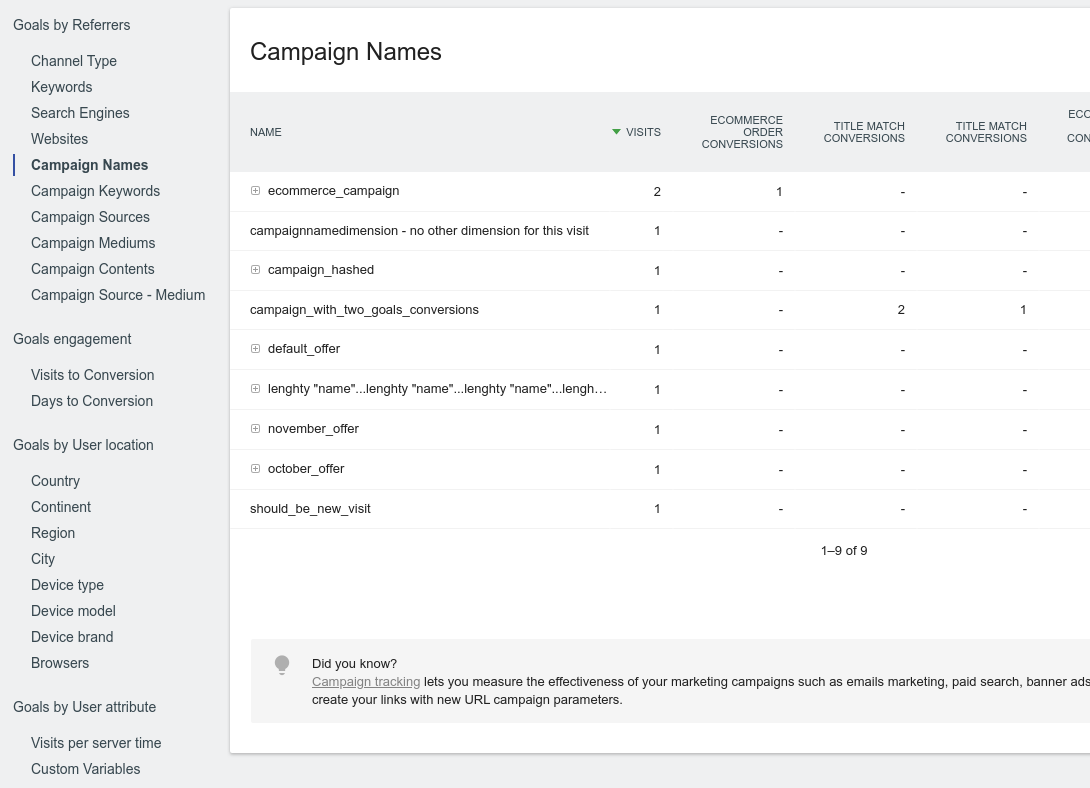 Goals by Referrers
Channel Type
Keywords
Search Engines
Websites
Campaign Names
Campaign Keywords
Campaign Sources
Campaign Mediums
Campaign Contents
Campaign Source - Medium
Goals engagement
Visits to Conversion
Days to Conversion
Goals by User location
Country
Continent
Region
City
Device type
Device model
Device brand
Browsers
Goals by User attribute
Visits per server time
Custom Variables
Campaign Names
NAME
VISITS
ECOMMERCE
ORDER
CONVERSIONS
TITLE MATCH
CONVERSIONS
TITLE MATCH
CONVERSIONS
ECO
CON
ecommerce_campaign 2 1 - -
campaignnamedimension - no other dimension for this visit 1 - - -
campaign_hashed 1 - - -
campaign_with_two_goals_conversions 1 - 2 1
default_offer 1 - - -
lenghty "name"...lenghty "name"...lenghty "name"...lengh… 1 - - -
november_offer 1 - - -
october_offer 1 - - -
should_be_new_visit 1 - - -
1–9 of 9
Did you know?
Campaign tracking lets you measure the effectiveness of your marketing campaigns such as emails marketing, paid search, banner ads
create your links with new URL campaign parameters.